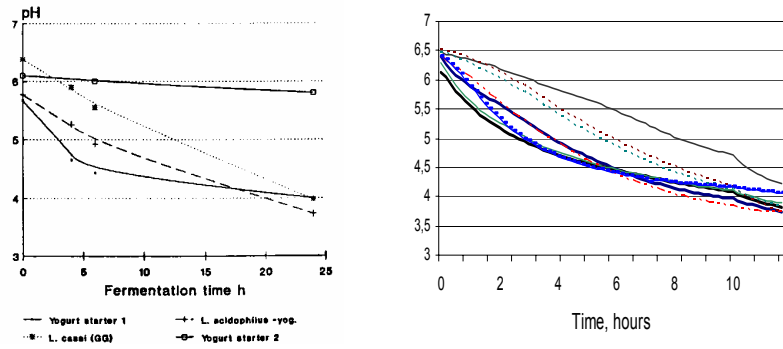 pH
7
6
5
4
3
0 5 10 15 20 25
Fermentation time h
Yogurt starter 1
L. acidophilus -yog.
L. casei (GG)
Yogurt starter 2
7
6,5
6
5,5
5
4,5
4
3,5
3
0 2 4 6 8 10
Time, hours